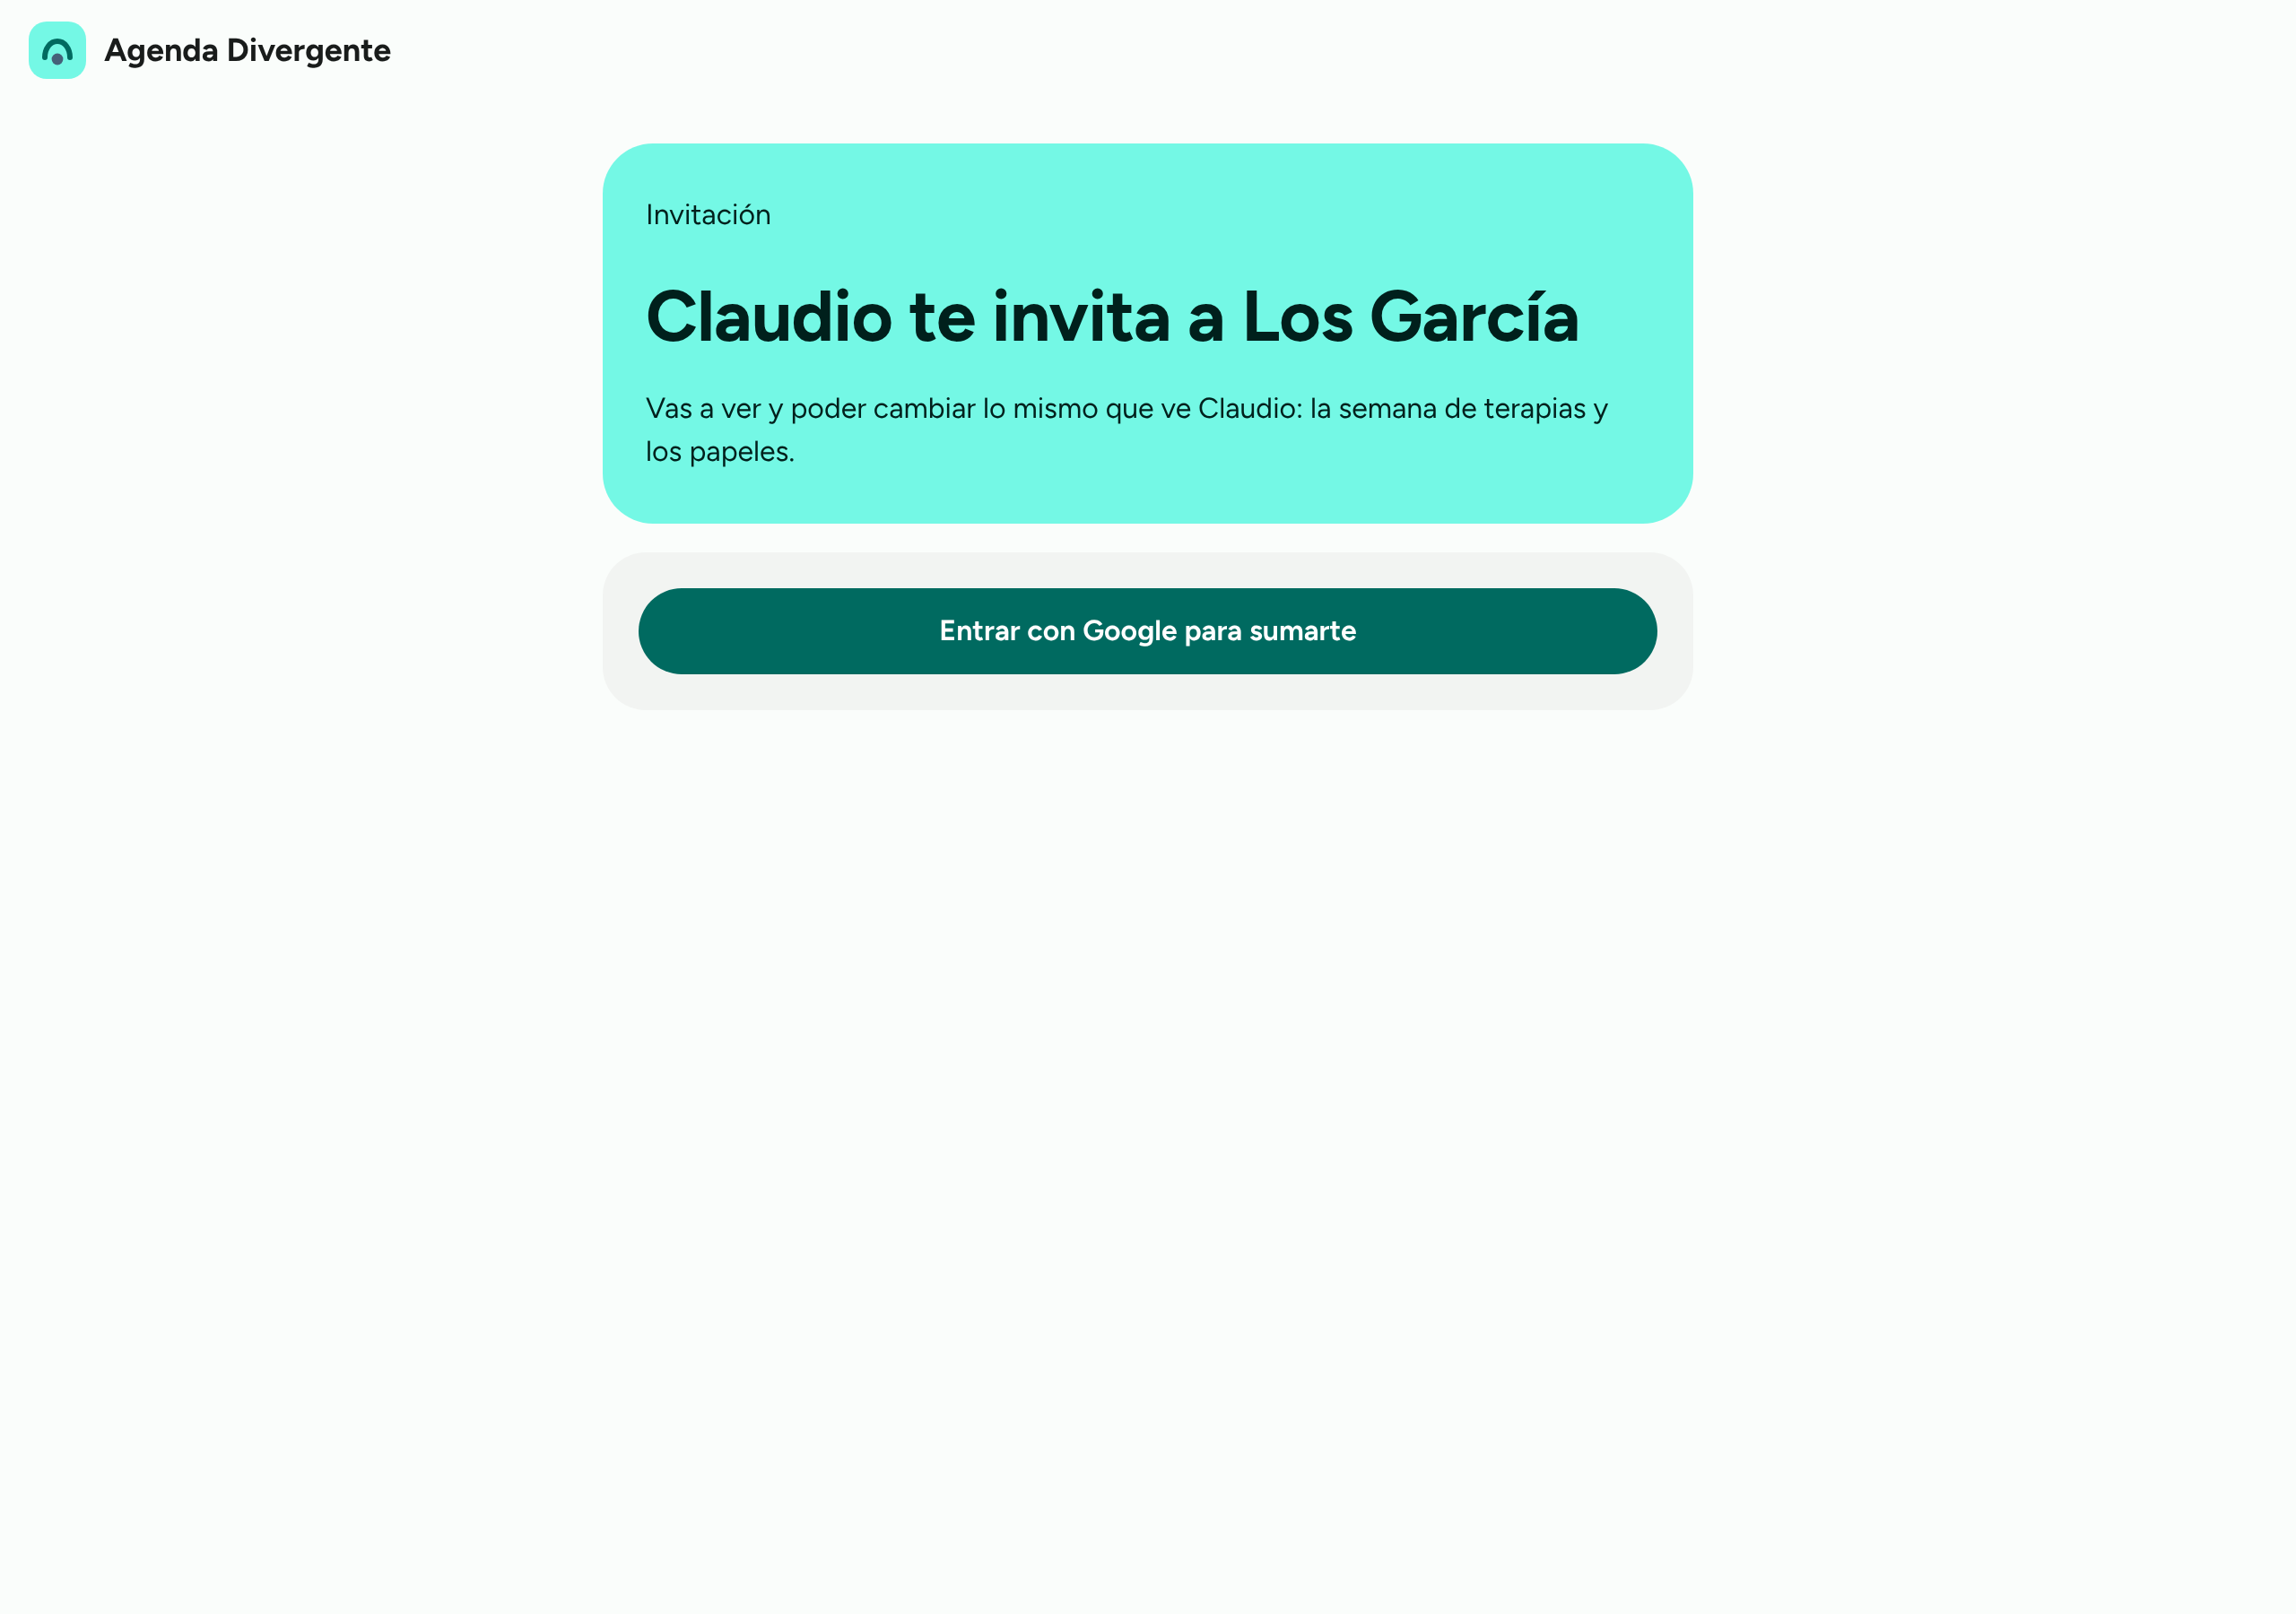 Agenda Divergente
Invitación
Claudio te invita a Los García
Vas a ver y poder cambiar lo mismo que ve Claudio: la semana de terapias y
los papeles.
Entrar con Google para sumarte